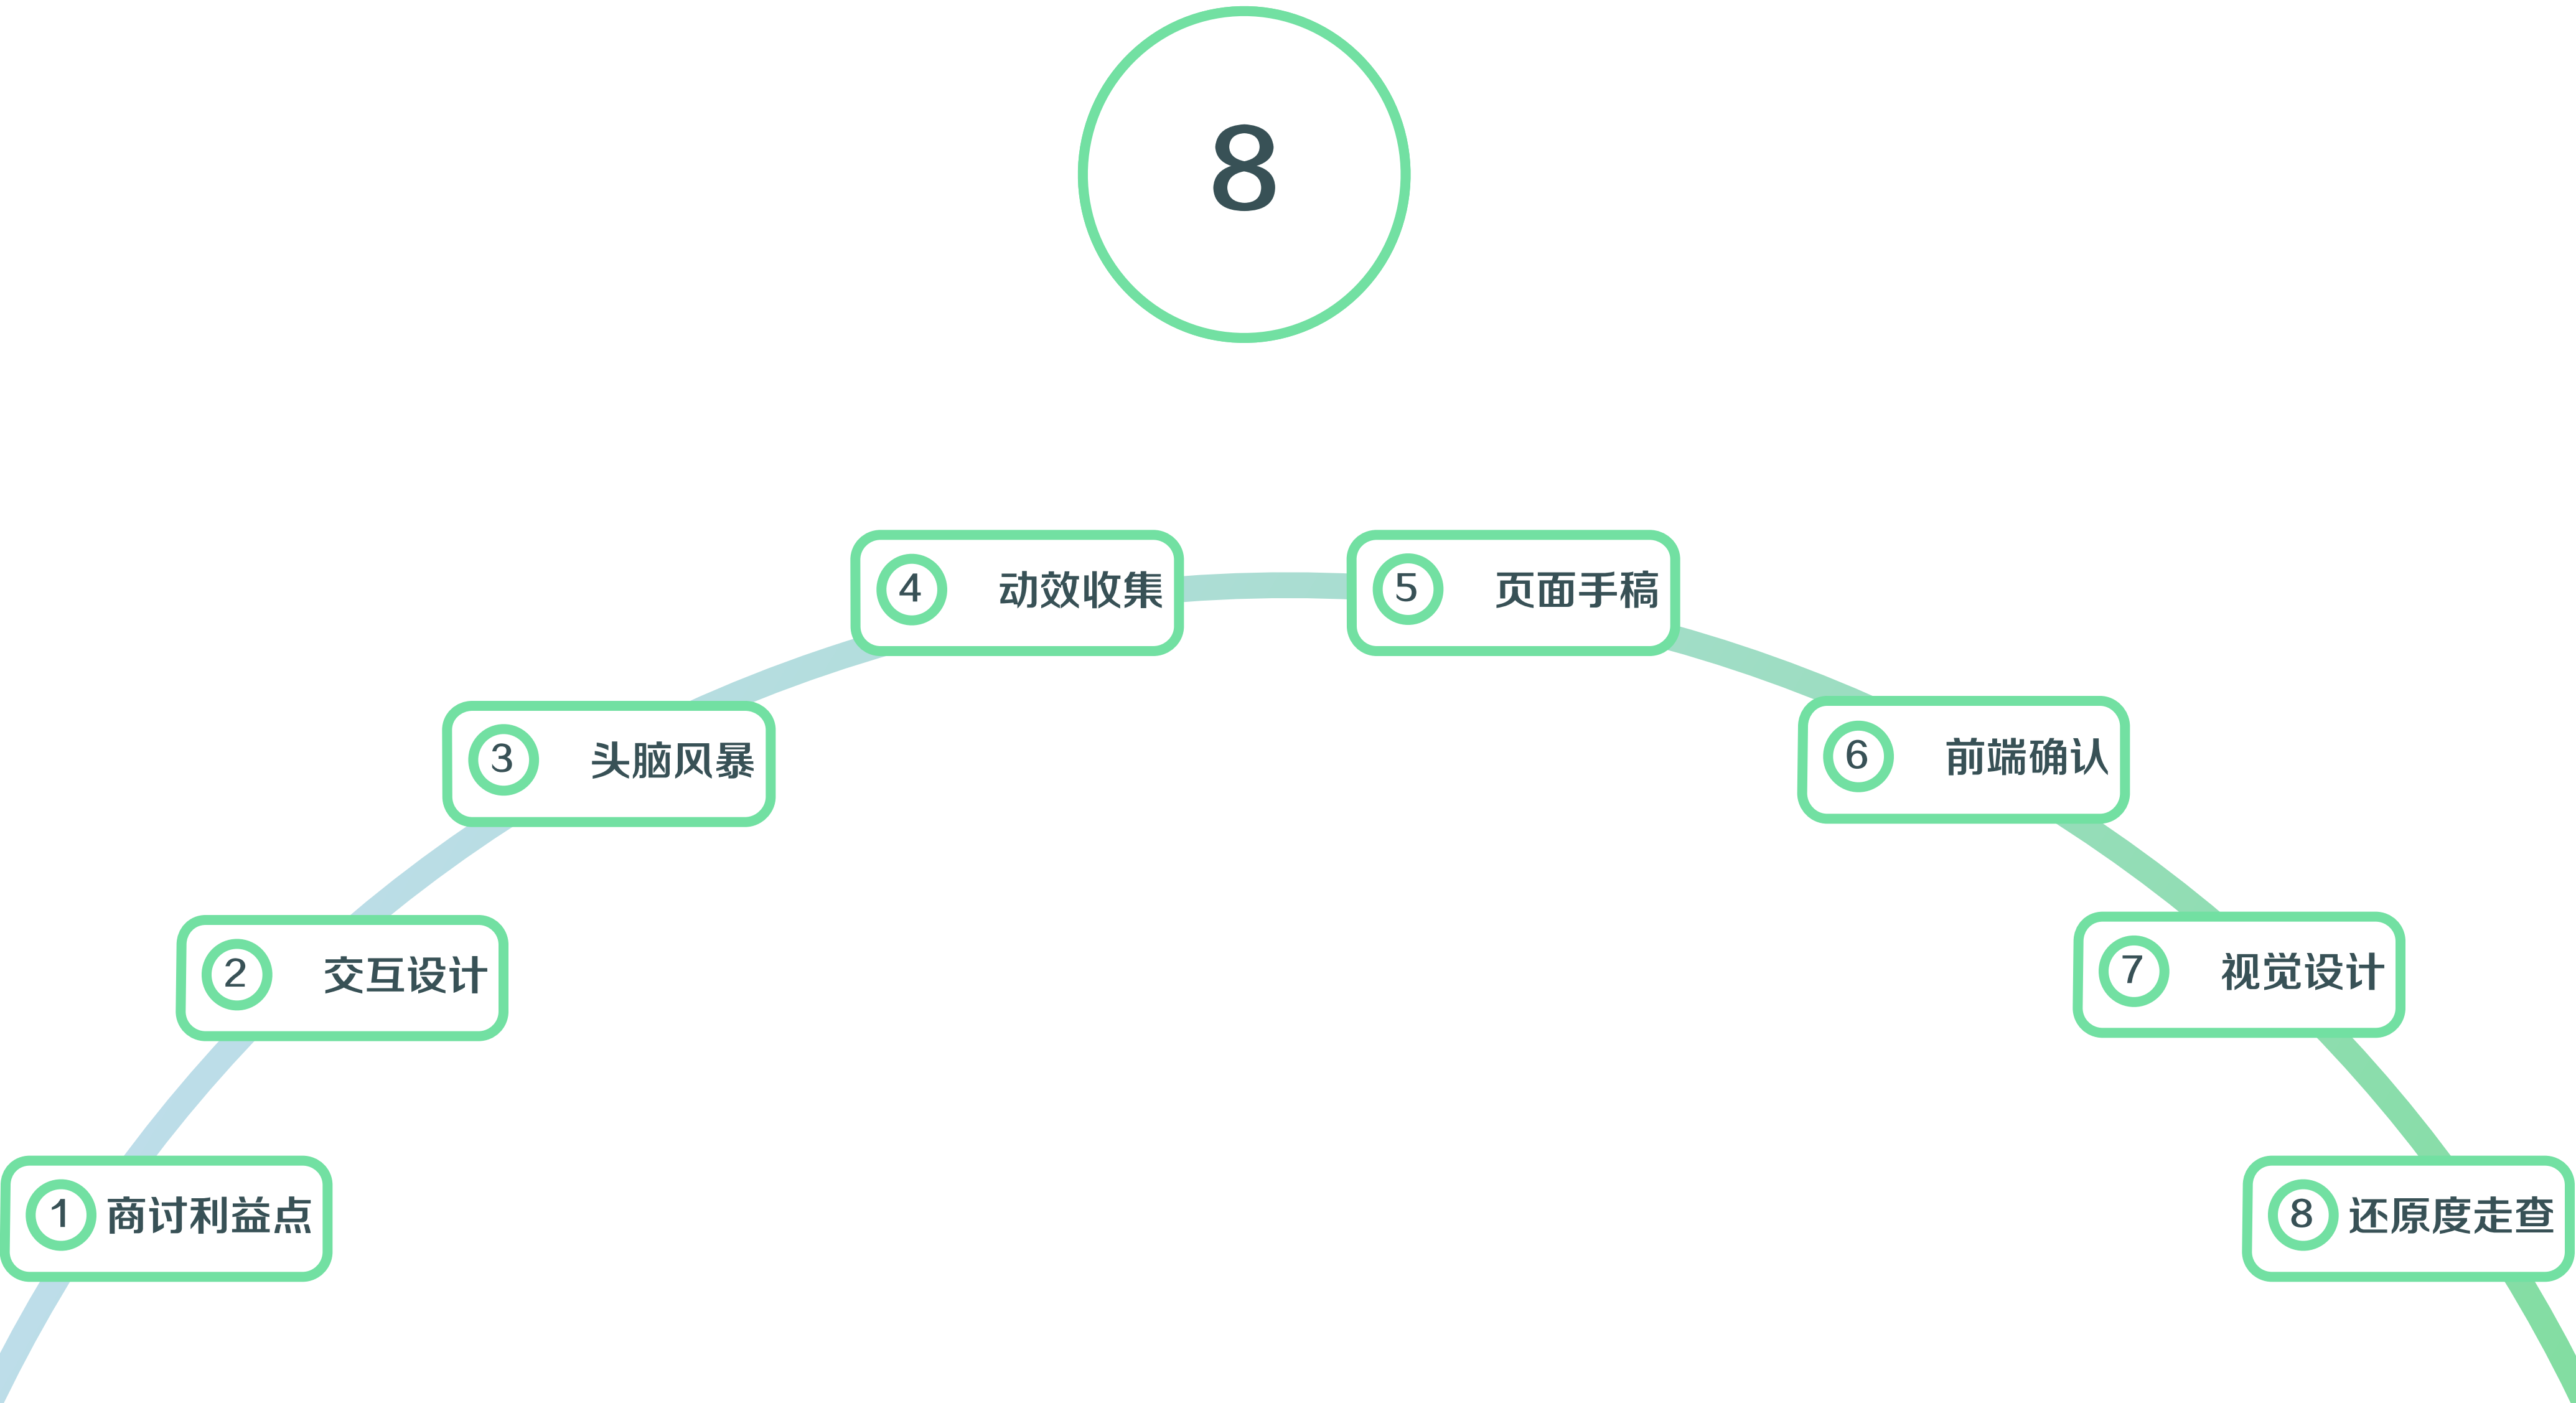 8
1 商讨利益点
2 交互设计
3 头脑风暴
4 动效收集
5 页面手稿
6 前端确认
7 视觉设计
8 还原度走查